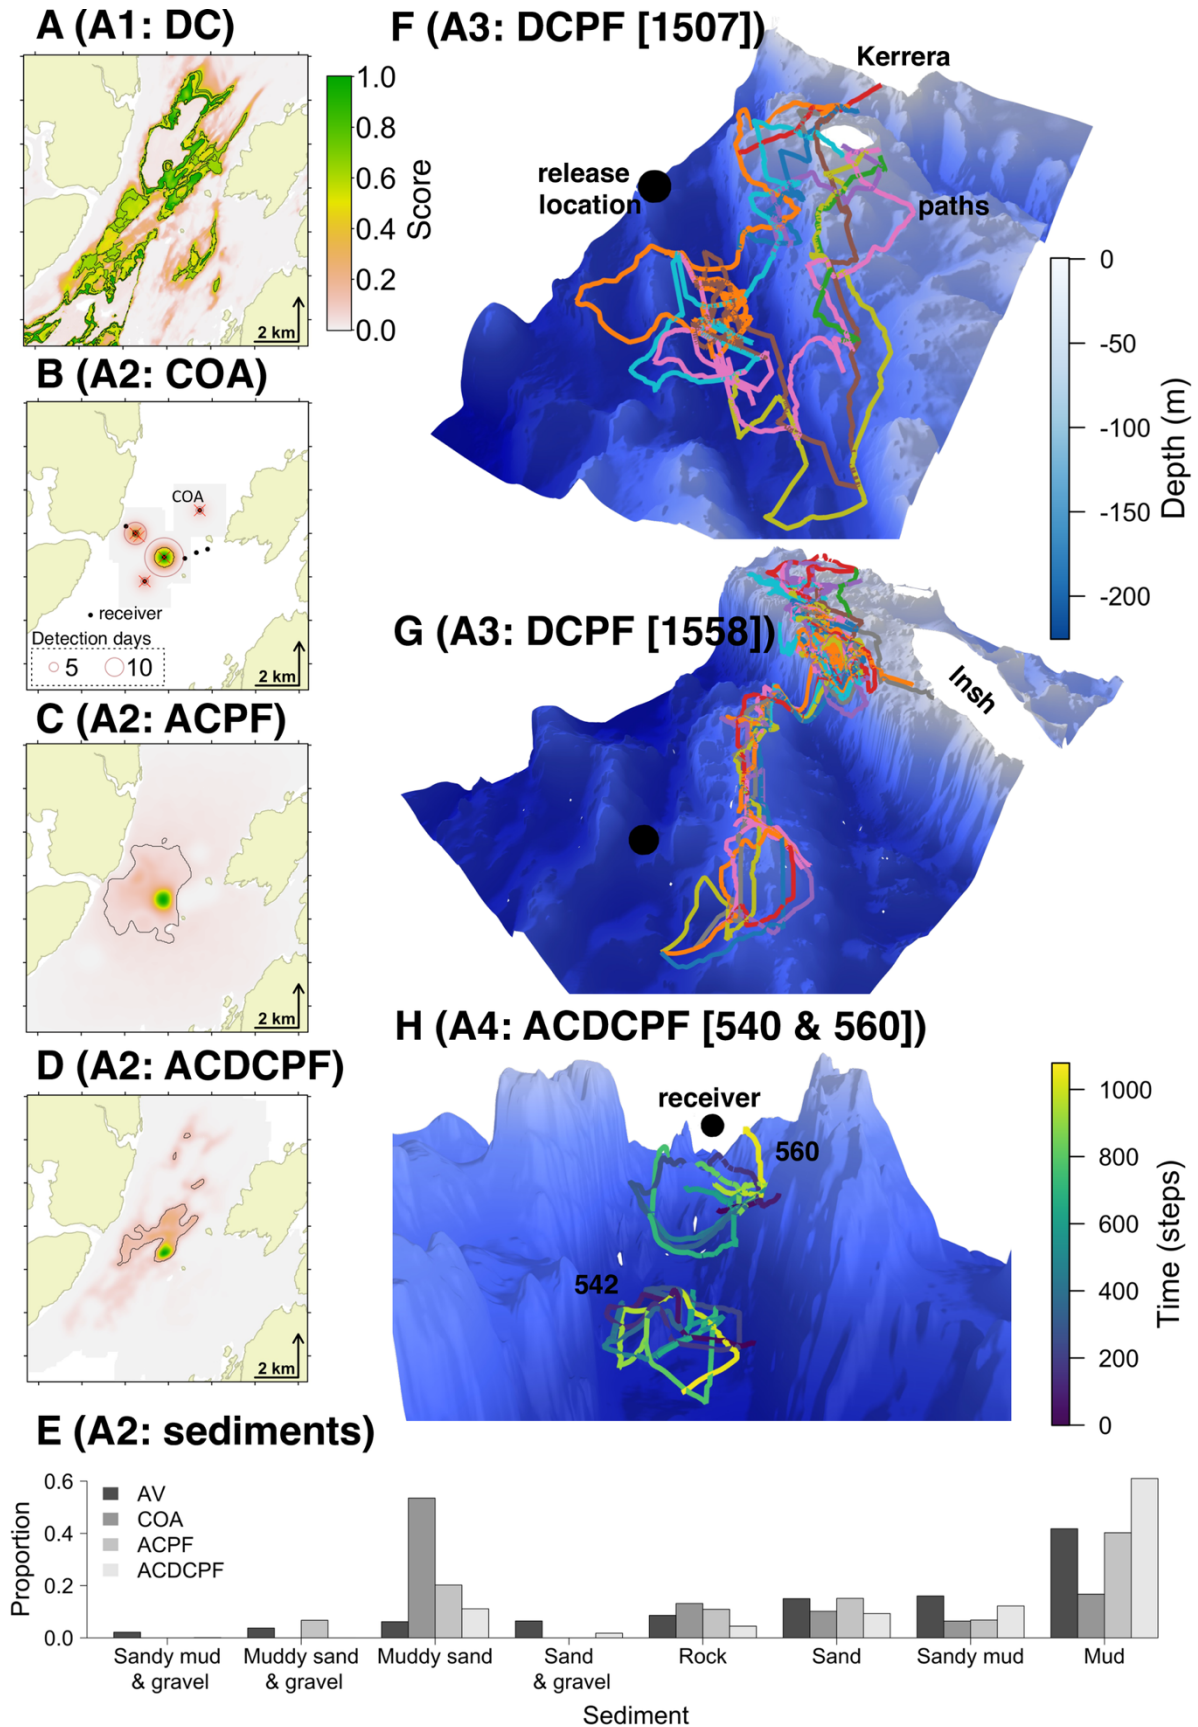 A (A1: DC)
1.0
0.8
0.6
0.4
0.2
0.0
Score
2 km
B (A2: COA)
COA
receiver
Detection days
5 10
2 km
C (A2: ACPF)
2 km
D (A2: ACDCPF)
2 km
F (A3: DCPF [1507])
Kerrera
release
location
paths
0
-50
-100
-150
-200
Depth (m)
G (A3: DCPF [1558])
Insh
H (A4: ACDCPF [540 & 560])
receiver
560
542
1000
800
600
400
200
0
Time (steps)
E (A2: sediments)
Proportion
0.6
0.4
0.2
0.0
AV
COA
ACPF
ACDCPF
Sandy mud
& gravel
Muddy sand
& gravel
Muddy sand
Sand
& gravel
Rock
Sand
Sandy mud
Mud
Sediment